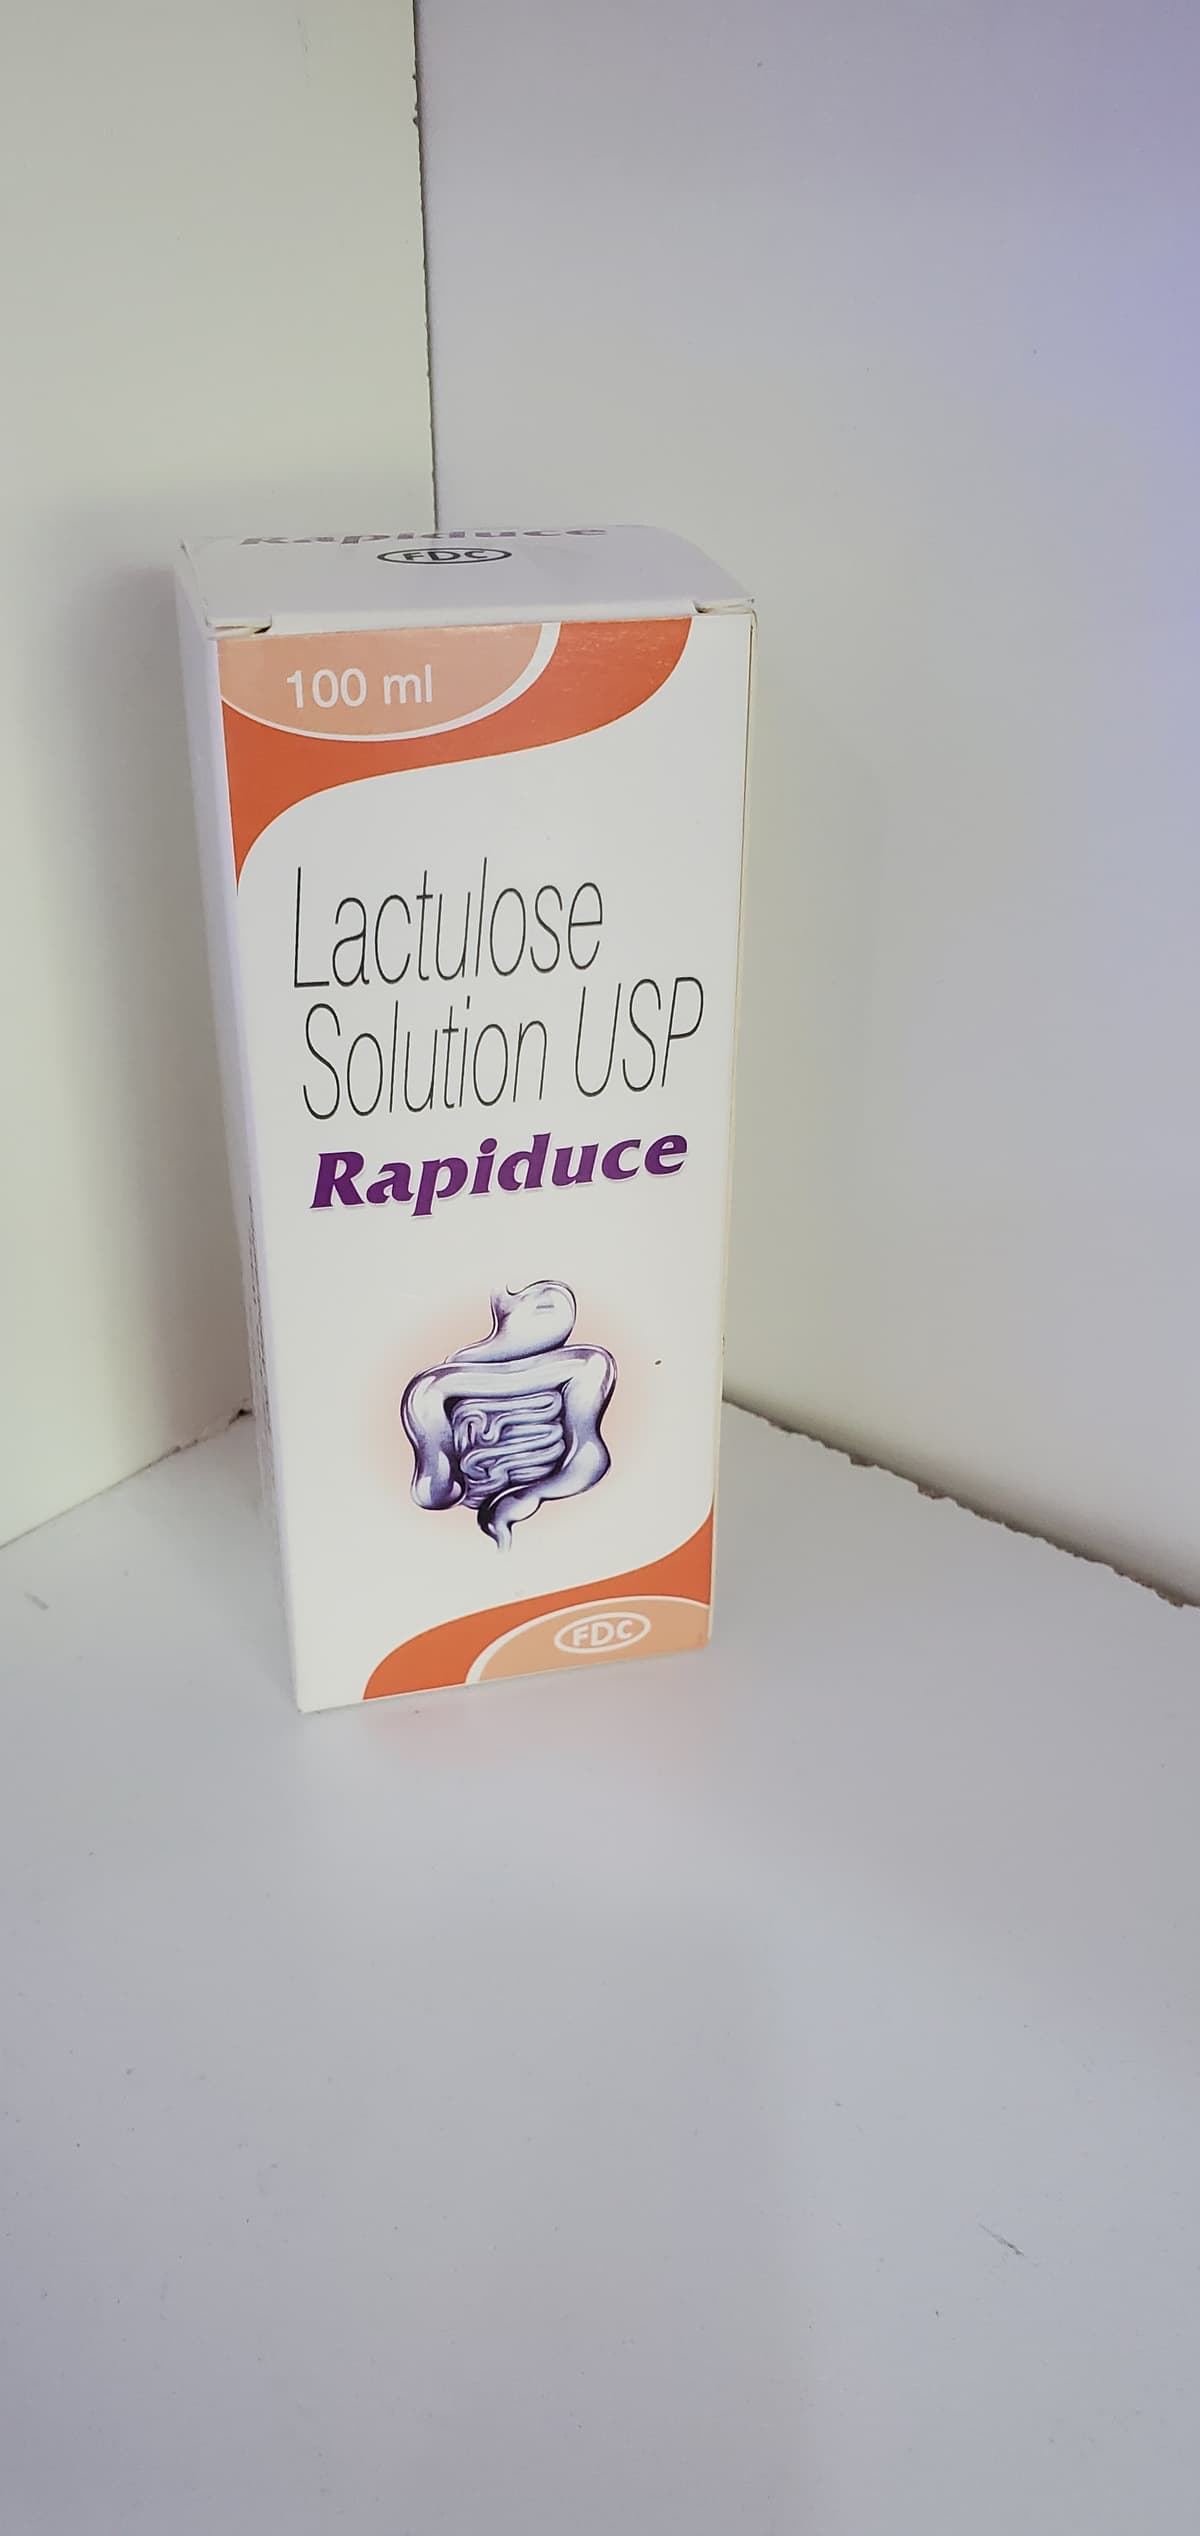 Rapiduce
FDC
100 ml
Lactulose
Solution USP
Rapiduce
FDC